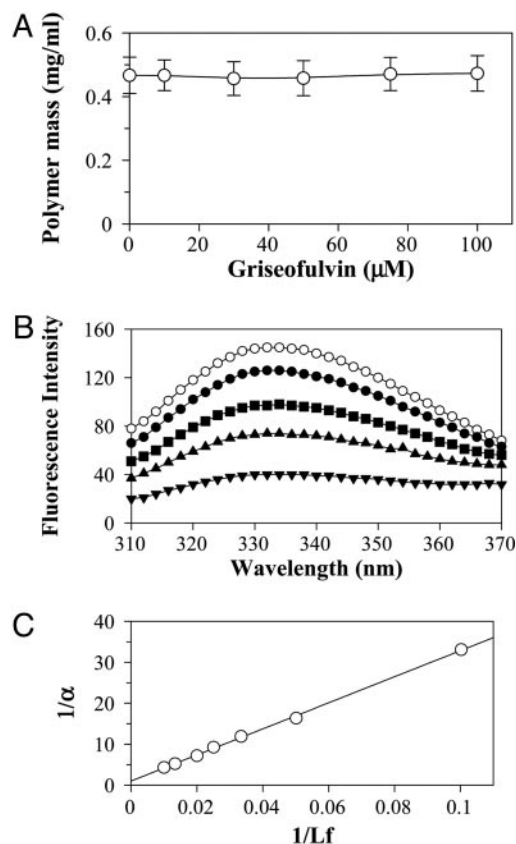 A
Polymer mass (mg/ml)
0.6
0.4
0.2
0
0 20 40 60 80 100
Griseofulvin (µM)
B
Fluorescence Intensity
160
120
80
40
0
310 320 330 340 350 360 370
Wavelength (nm)
C
1/α
40
30
20
10
0
0 0.02 0.04 0.06 0.08 0.1
1/Lf